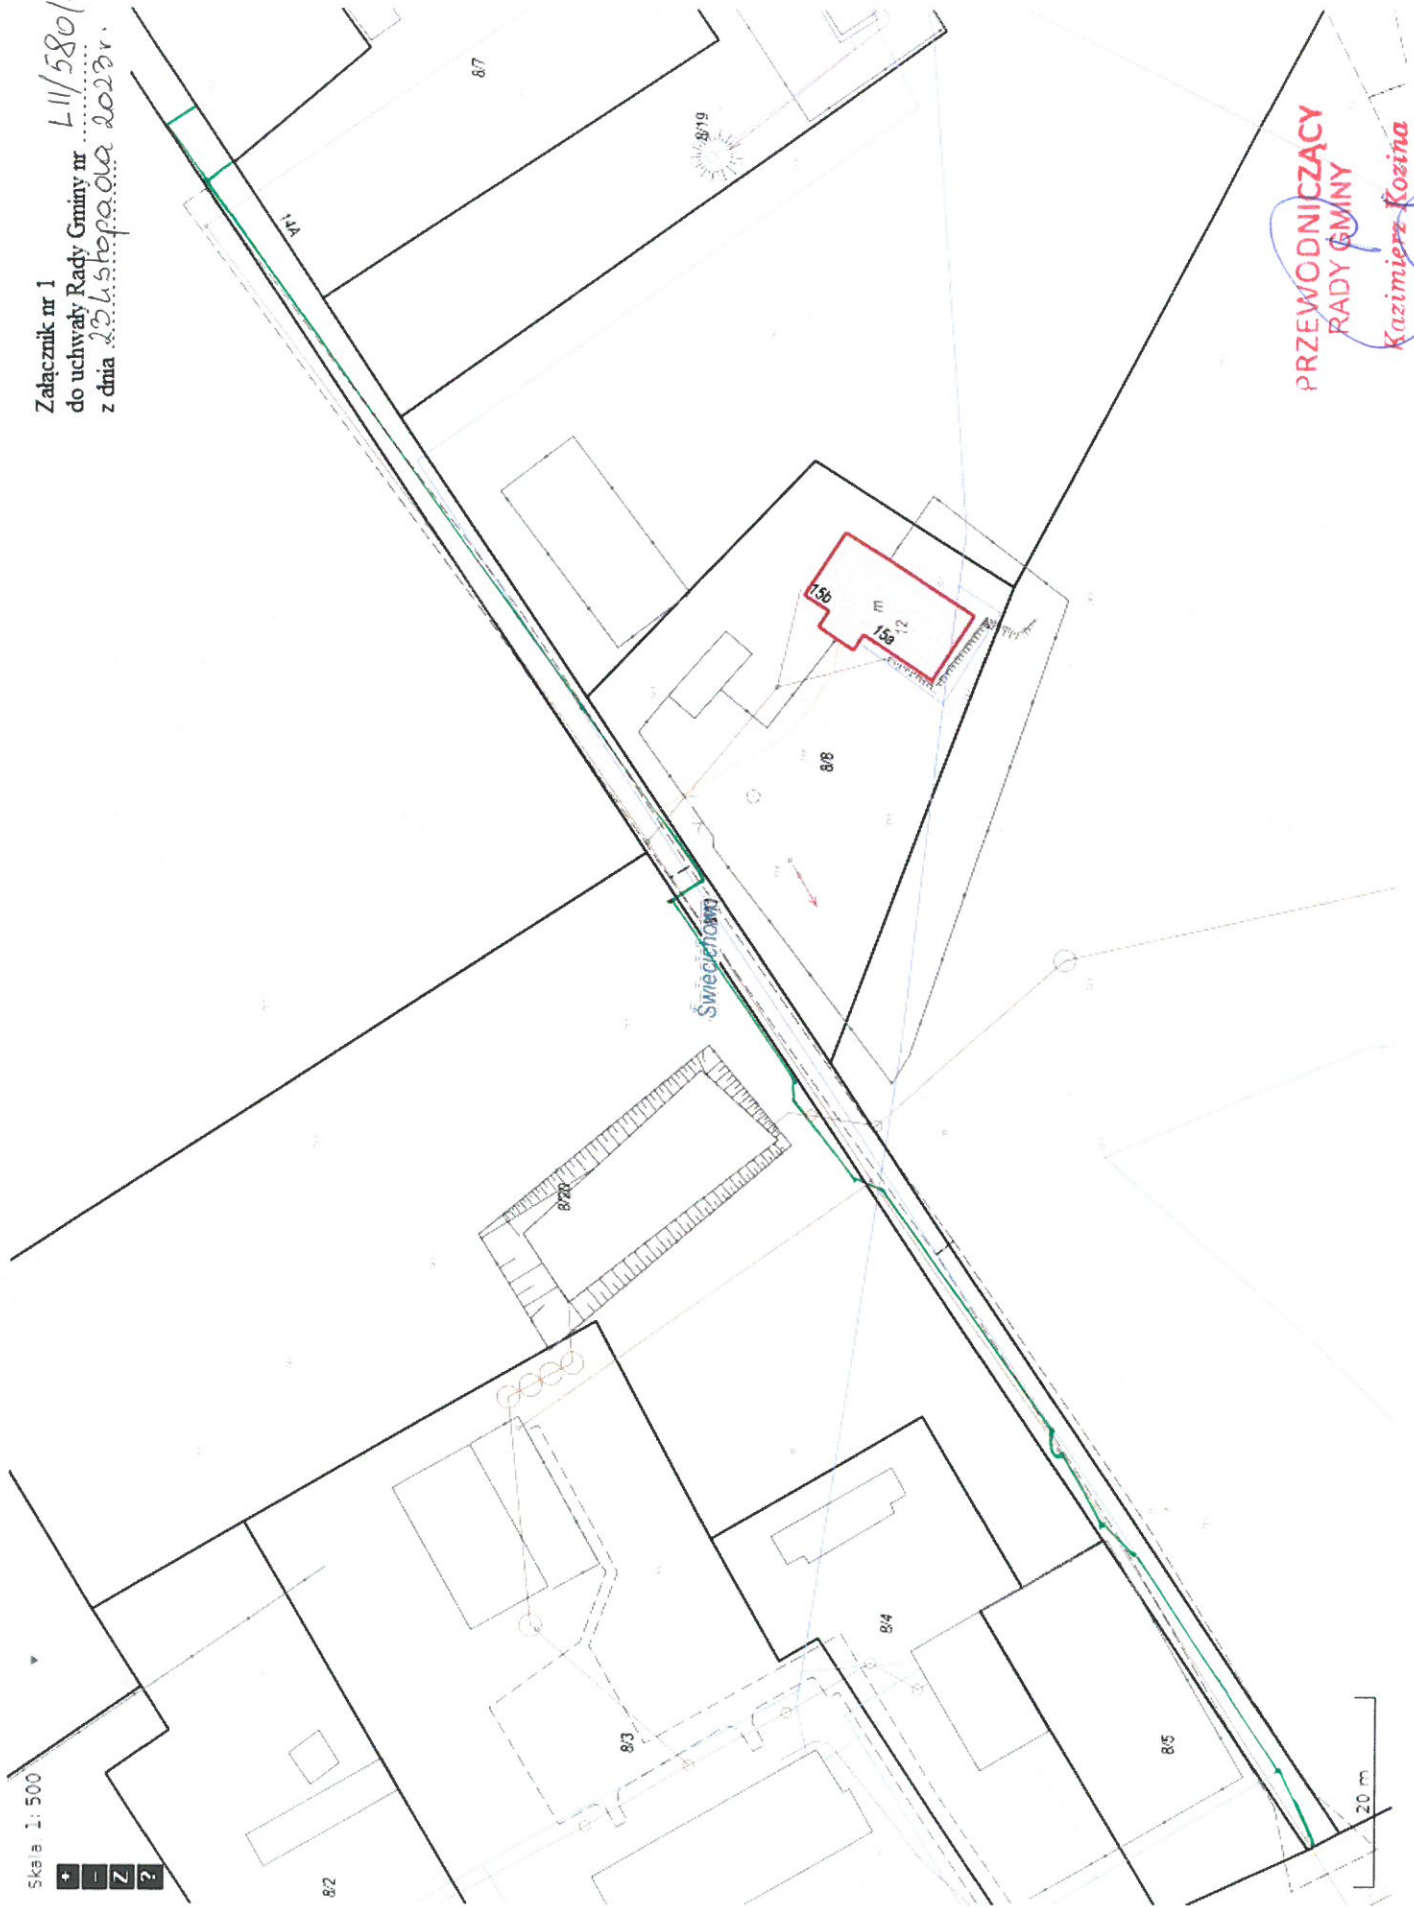 Załącznik nr 1
do uchwały Rady Gminy nr LII/580/
z dnia 23 listopada 2023r.
Skala 1: 500
+
−
Z
?
8/7
8/19
14A
15b
m
15a
12
8/8
8/20
8/2
8/3
8/4
8/5
20 m
PRZEWODNICZĄCY
RADY GMINY
Kazimierz Kozina